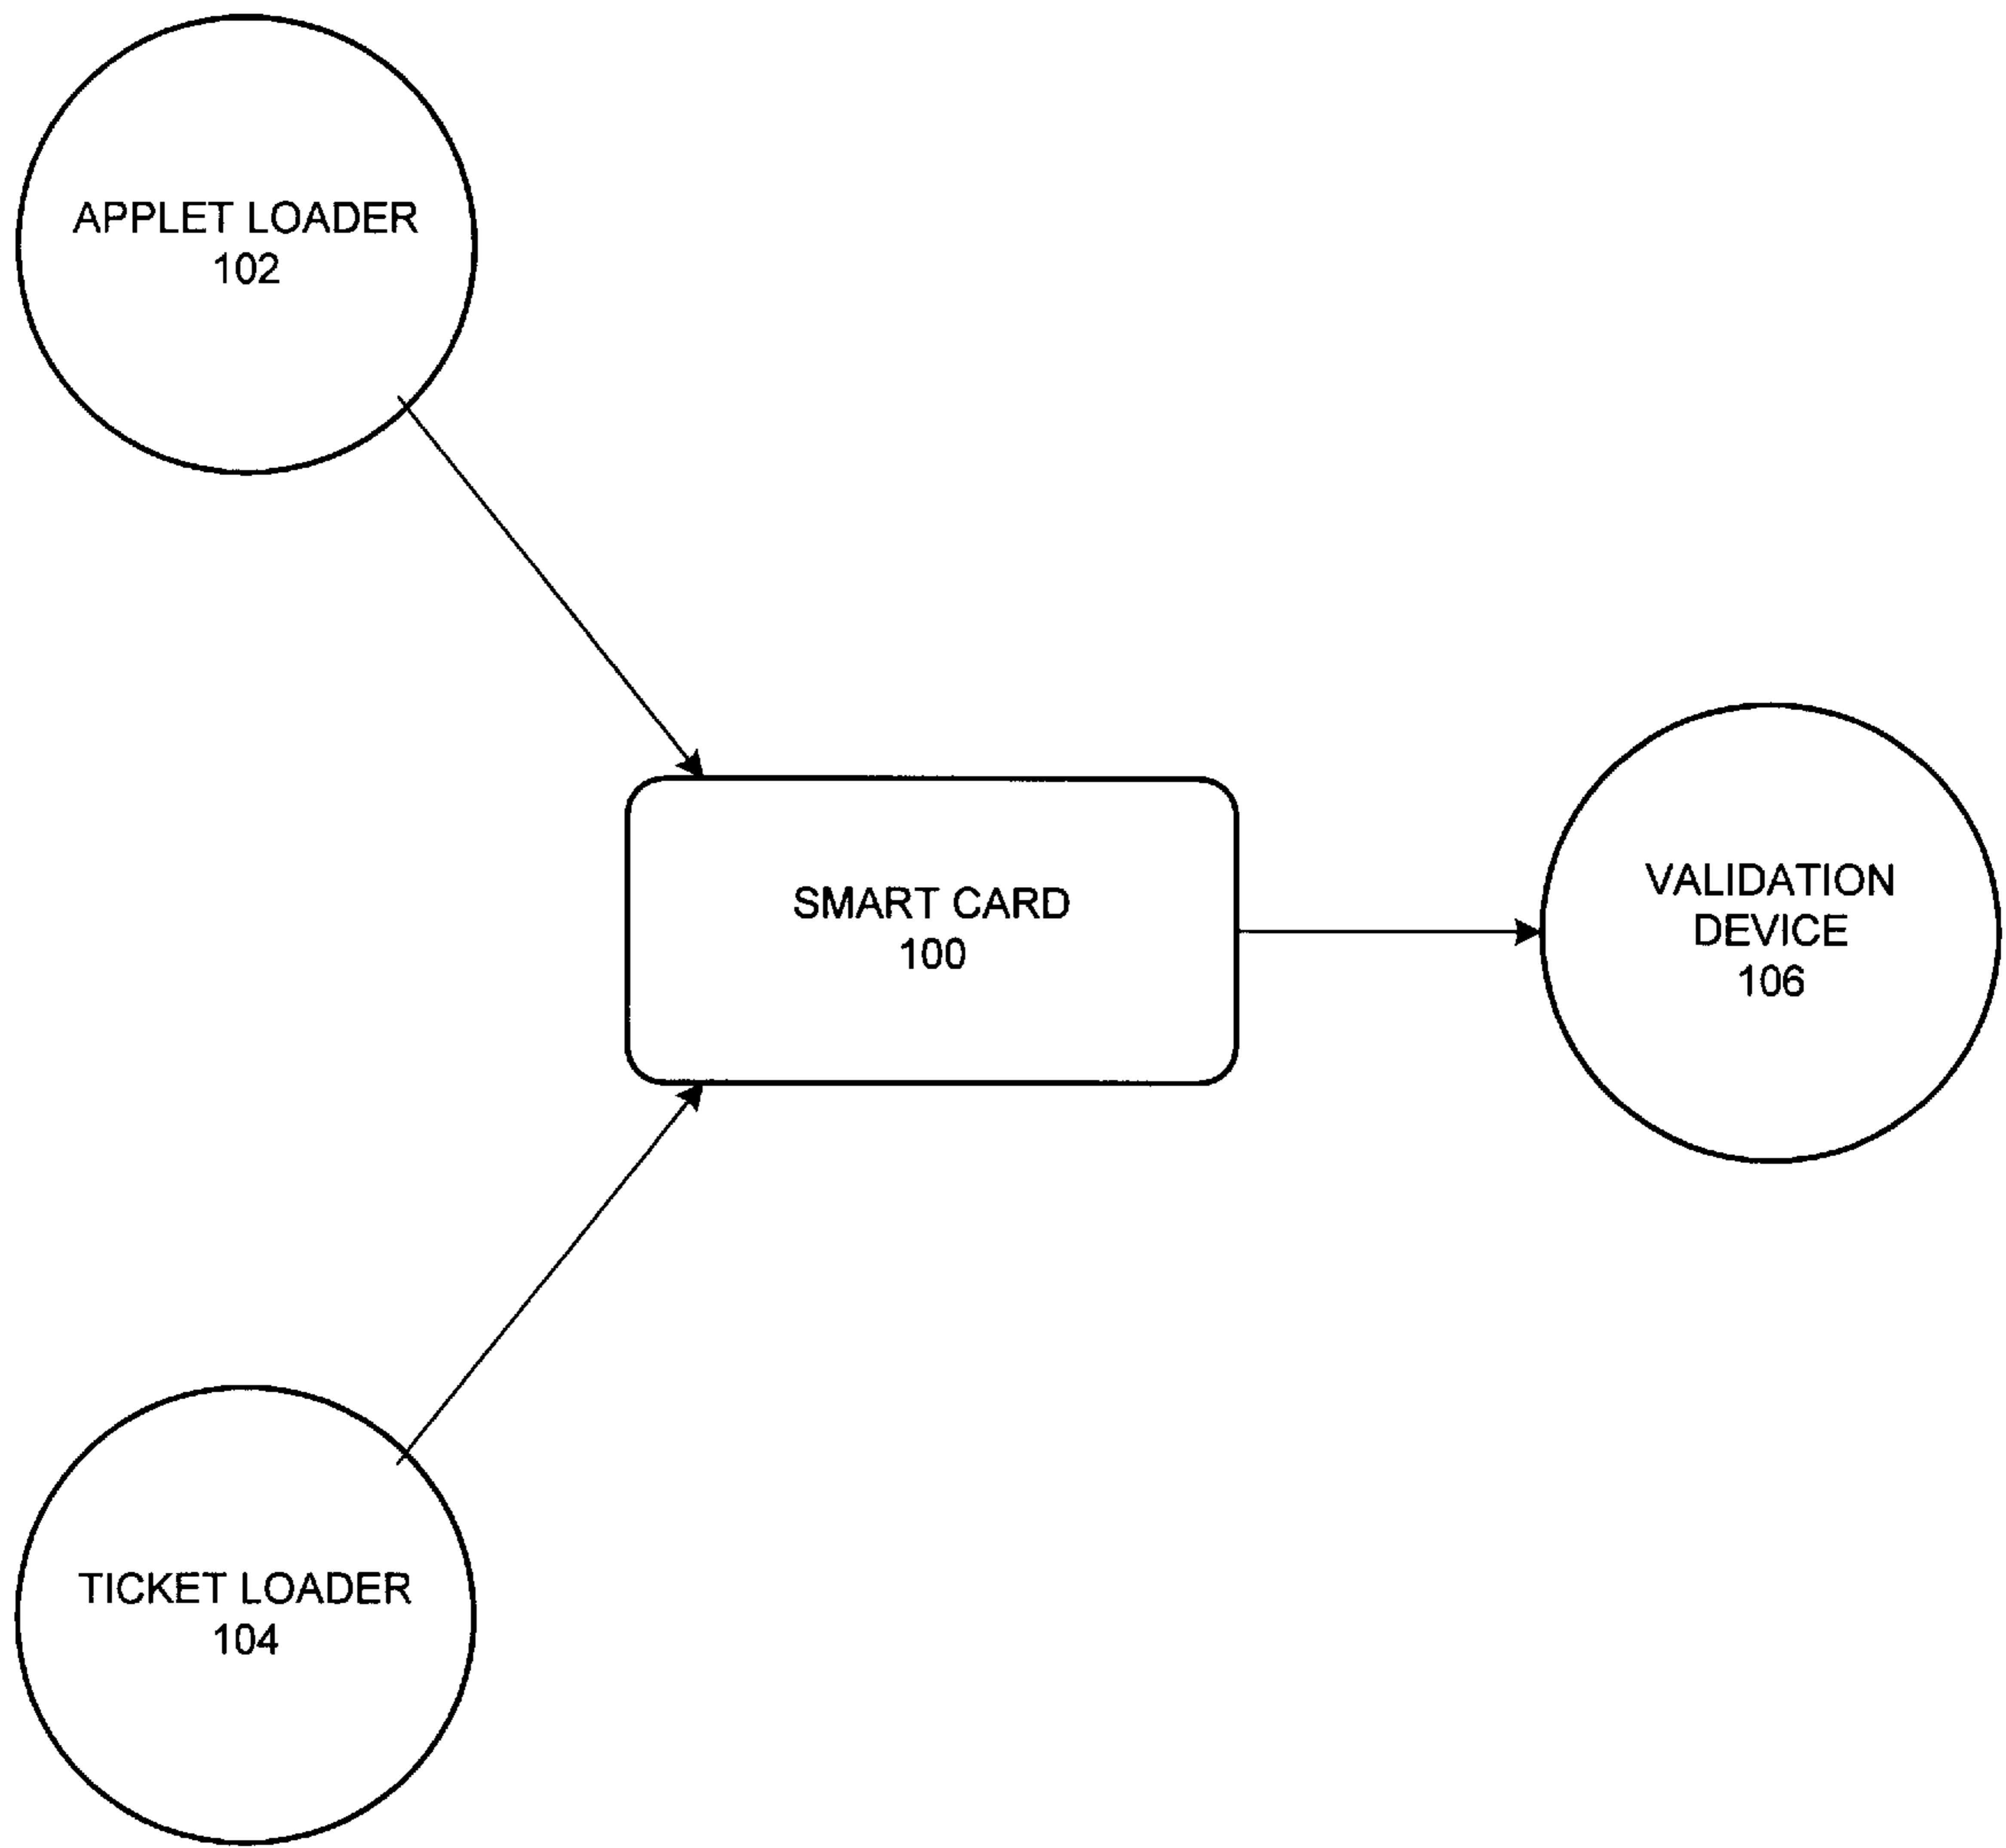 APPLET LOADER
102
SMART CARD
100
VALIDATION
DEVICE
106
TICKET LOADER
104